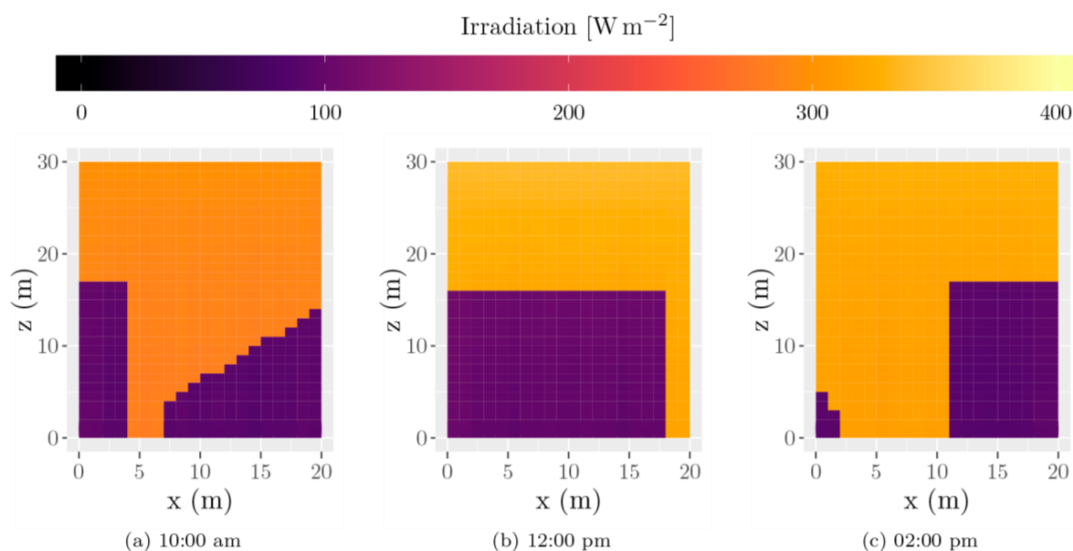 Irradiation [W m⁻²]
0 100 200 300 400
30 30 30
20 20 20
z (m) z (m) z (m)
10 10 10
0 0 0
0 5 10 15 20 0 5 10 15 20 0 5 10 15 20
x (m) x (m) x (m)
(a) 10:00 am (b) 12:00 pm (c) 02:00 pm